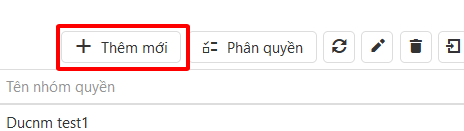 Thêm mới Phân quyền
Tên nhóm quyền
Ducnm test1